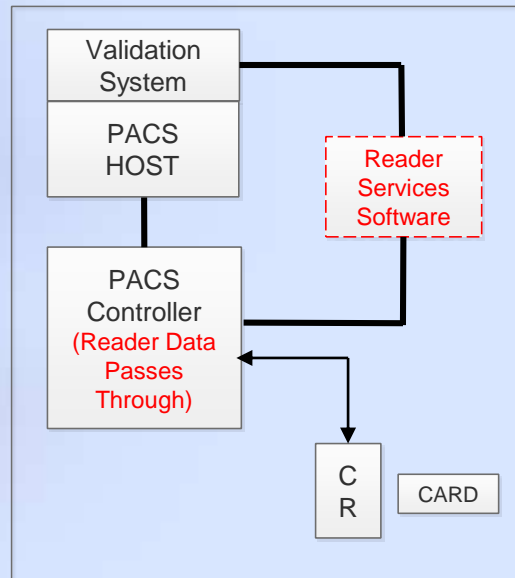 Validation
System
PACS
HOST
Reader
Services
Software
PACS
Controller
(Reader Data
Passes
Through)
C
R
CARD